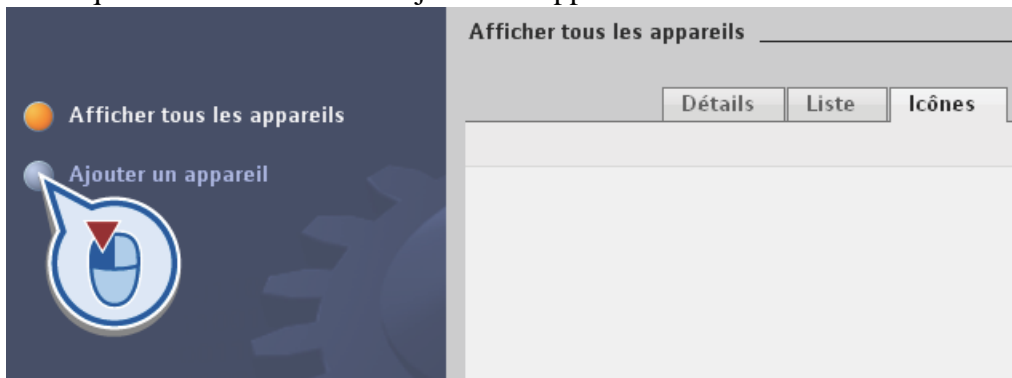 Afficher tous les appareils
Détails Liste Icônes
Afficher tous les appareils
Ajouter un appareil